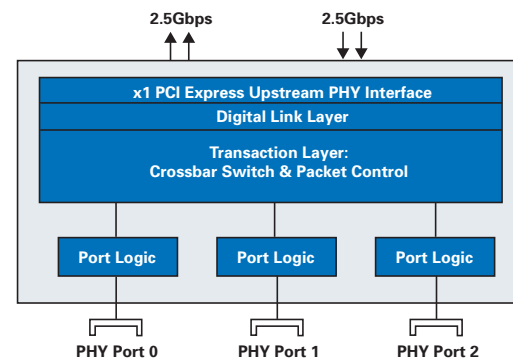 2.5Gbps 2.5Gbps
x1 PCI Express Upstream PHY Interface
Digital Link Layer
Transaction Layer:
Crossbar Switch & Packet Control
Port Logic Port Logic Port Logic
PHY Port 0 PHY Port 1 PHY Port 2